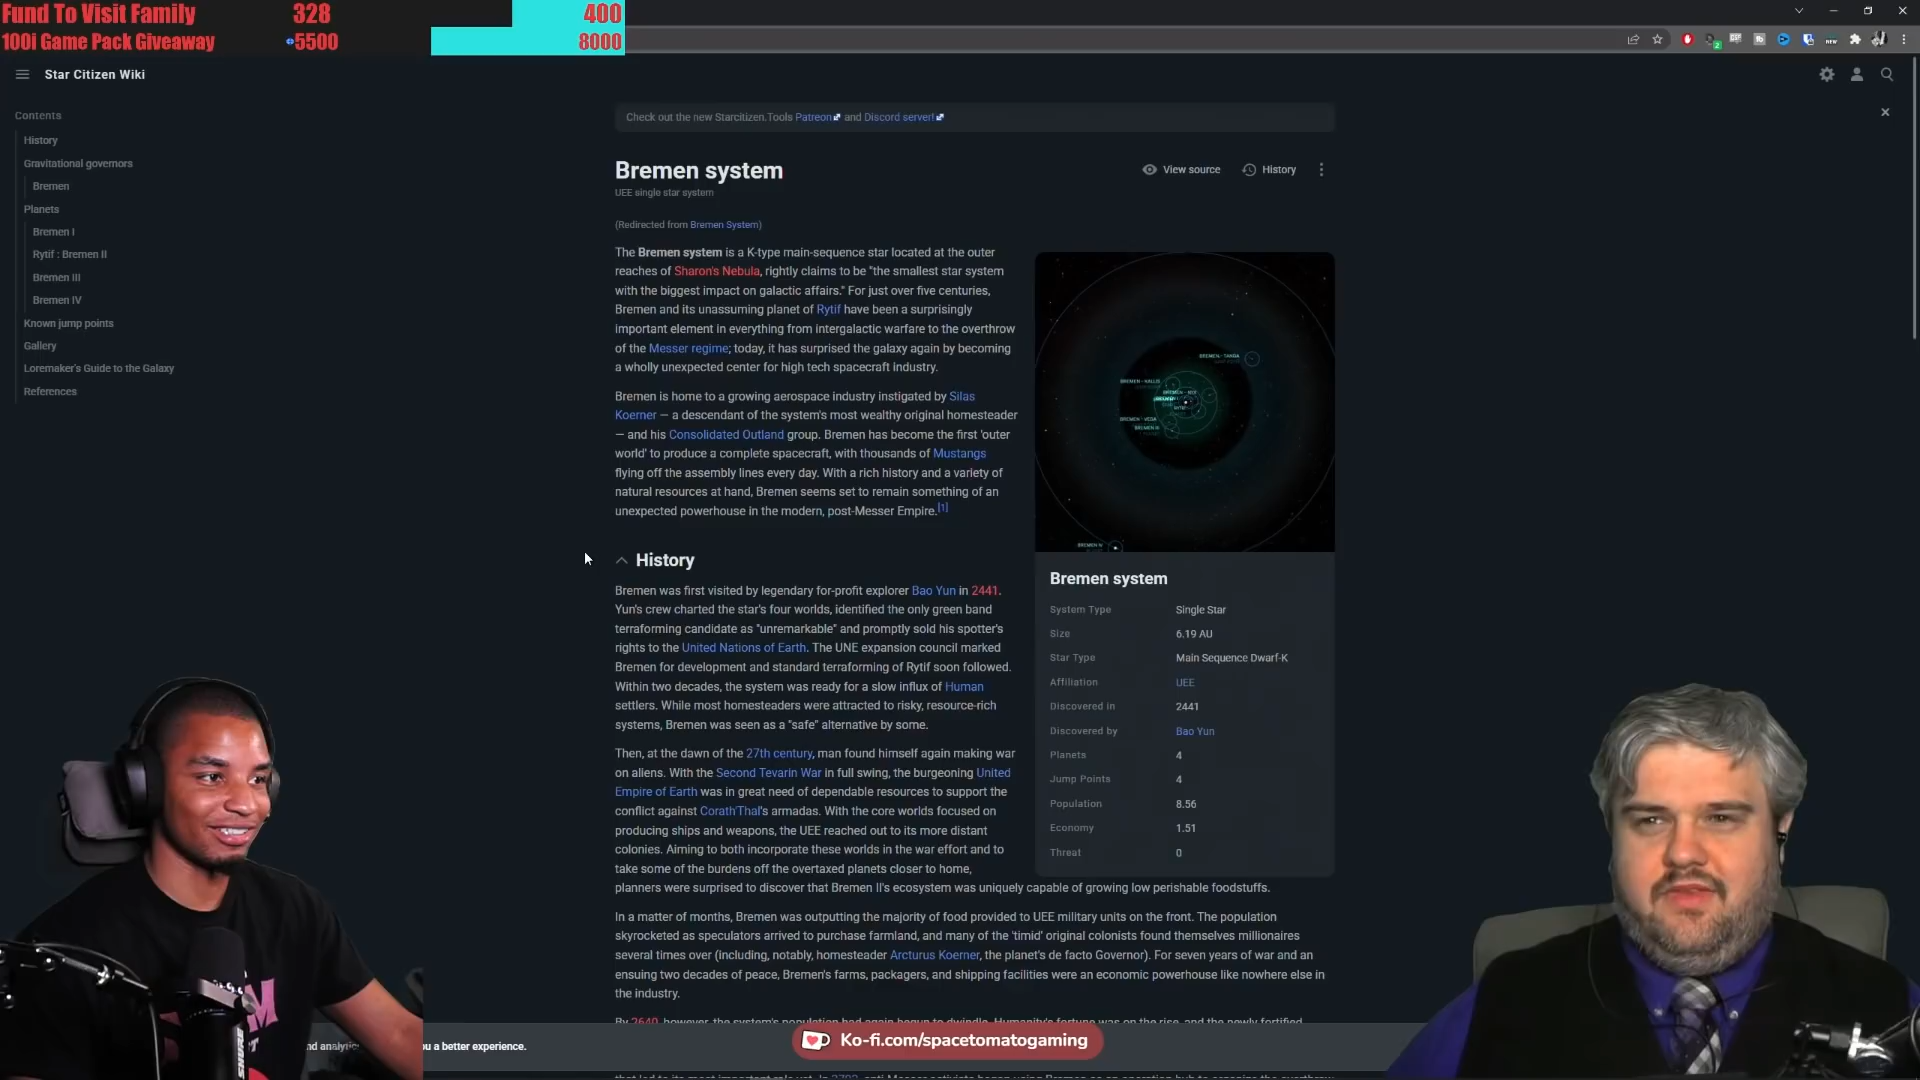 Fund To Visit Family 328 400
100i Game Pack Giveaway 5500 8000
Star Citizen Wiki
Contents
History
Gravitational governors
Bremen
Planets
Bremen I
Rytif : Bremen II
Bremen III
Bremen IV
Known jump points
Gallery
Loremaker's Guide to the Galaxy
References
Check out the new Starcitizen.Tools Patreon and Discord server!
Bremen system
View source
History
UEE single star system
(Redirected from Bremen System)
The Bremen system is a K-type main-sequence star located at the outer
reaches of Sharon's Nebula, rightly claims to be "the smallest star system
with the biggest impact on galactic affairs." For just over five centuries,
Bremen and its unassuming planet of Rytif have been a surprisingly
important element in everything from intergalactic warfare to the overthrow
of the Messer regime; today, it has surprised the galaxy again by becoming
a wholly unexpected center for high tech spacecraft industry.
Bremen is home to a growing aerospace industry instigated by Silas
Koerner — a descendant of the system's most wealthy original homesteader
— and his Consolidated Outland group. Bremen has become the first 'outer
world' to produce a complete spacecraft, with thousands of Mustangs
flying off the assembly lines every day. With a rich history and a variety of
natural resources at hand, Bremen seems set to remain something of an
unexpected powerhouse in the modern, post-Messer Empire.[1]
History
Bremen was first visited by legendary for-profit explorer Bao Yun in 2441.
Yun's crew charted the star's four worlds, identified the only green band
terraforming candidate as "unremarkable" and promptly sold his spotter's
rights to the United Nations of Earth. The UNE expansion council marked
Bremen for development and standard terraforming of Rytif soon followed.
Within two decades, the system was ready for a slow influx of Human
settlers. While most homesteaders were attracted to risky, resource-rich
systems, Bremen was seen as a "safe" alternative by some.
Then, at the dawn of the 27th century, man found himself again making war
on aliens. With the Second Tevarin War in full swing, the burgeoning United
Empire of Earth was in great need of dependable resources to support the
conflict against Corath'Thal's armadas. With the core worlds focused on
producing ships and weapons, the UEE reached out to its more distant
colonies. Aiming to both incorporate these worlds in the war effort and to
take some of the burdens off the overtaxed planets closer to home,
planners were surprised to discover that Bremen II's ecosystem was uniquely capable of growing low perishable foodstuffs.
In a matter of months, Bremen was outputting the majority of food provided to UEE military units on the front. The population
skyrocketed as speculators arrived to purchase farmland, and many of the 'timid' original colonists found themselves millionaires
several times over (including, notably, homesteader Arcturus Koerner, the planet's de facto Governor). For seven years of war and an
ensuing two decades of peace, Bremen's farms, packagers, and shipping facilities were an economic powerhouse like nowhere else in
the industry.
By 2640, however, the system's population had again begun to dwindle. Humanity's fortune was on the rise, and the newly fortified
BREMEN - TANGA
BREMEN - VEGA
BREMEN III
BREMEN IV
Bremen system
System Type Single Star
Size 6.19 AU
Star Type Main Sequence Dwarf-K
Affiliation UEE
Discovered in 2441
Discovered by Bao Yun
Planets 4
Jump Points 4
Population 8.56
Economy 1.51
Threat 0
nd analytic
u a better experience.
Ko-fi.com/spacetomatogaming